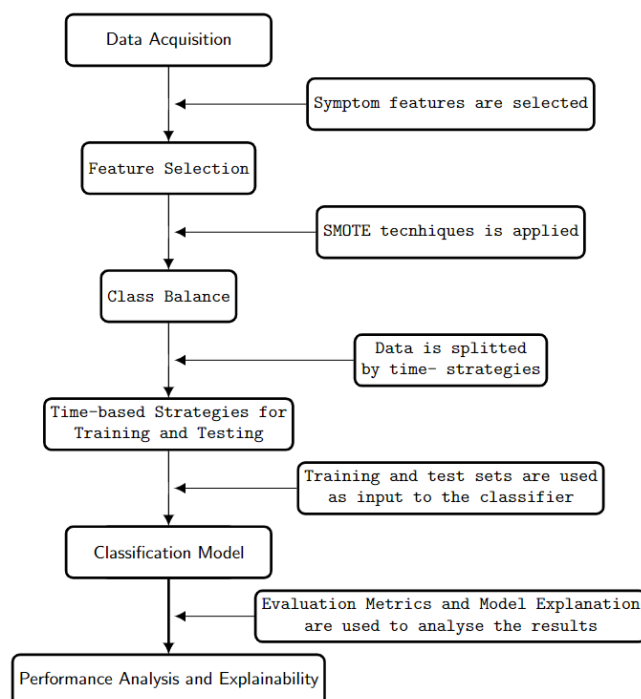 Data Acquisition
Symptom features are selected
Feature Selection
SMOTE tecnhiques is applied
Class Balance
Data is splitted
by time- strategies
Time-based Strategies for
Training and Testing
Training and test sets are used
as input to the classifier
Classification Model
Evaluation Metrics and Model Explanation
are used to analyse the results
Performance Analysis and Explainability